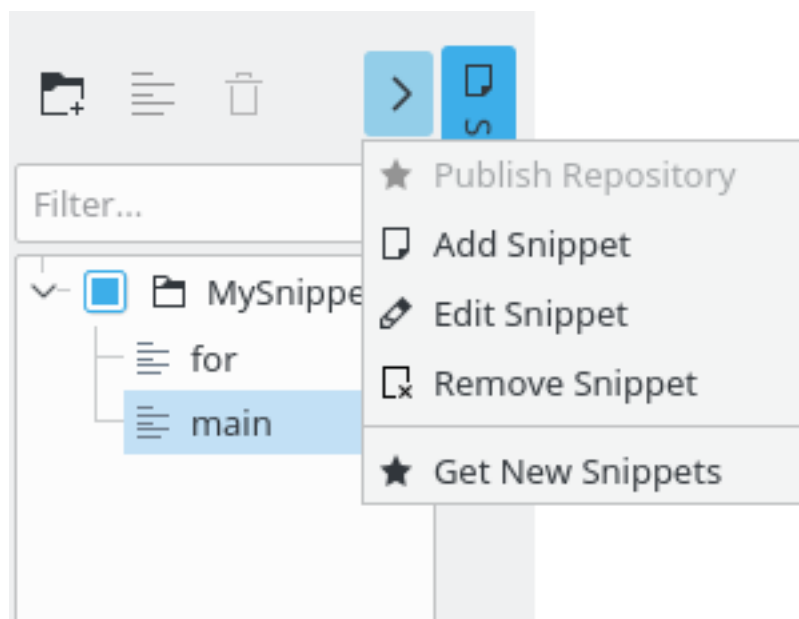 S
Publish Repository
Filter...
Add Snippet
MySnippe
Edit Snippet
for
Remove Snippet
main
Get New Snippets